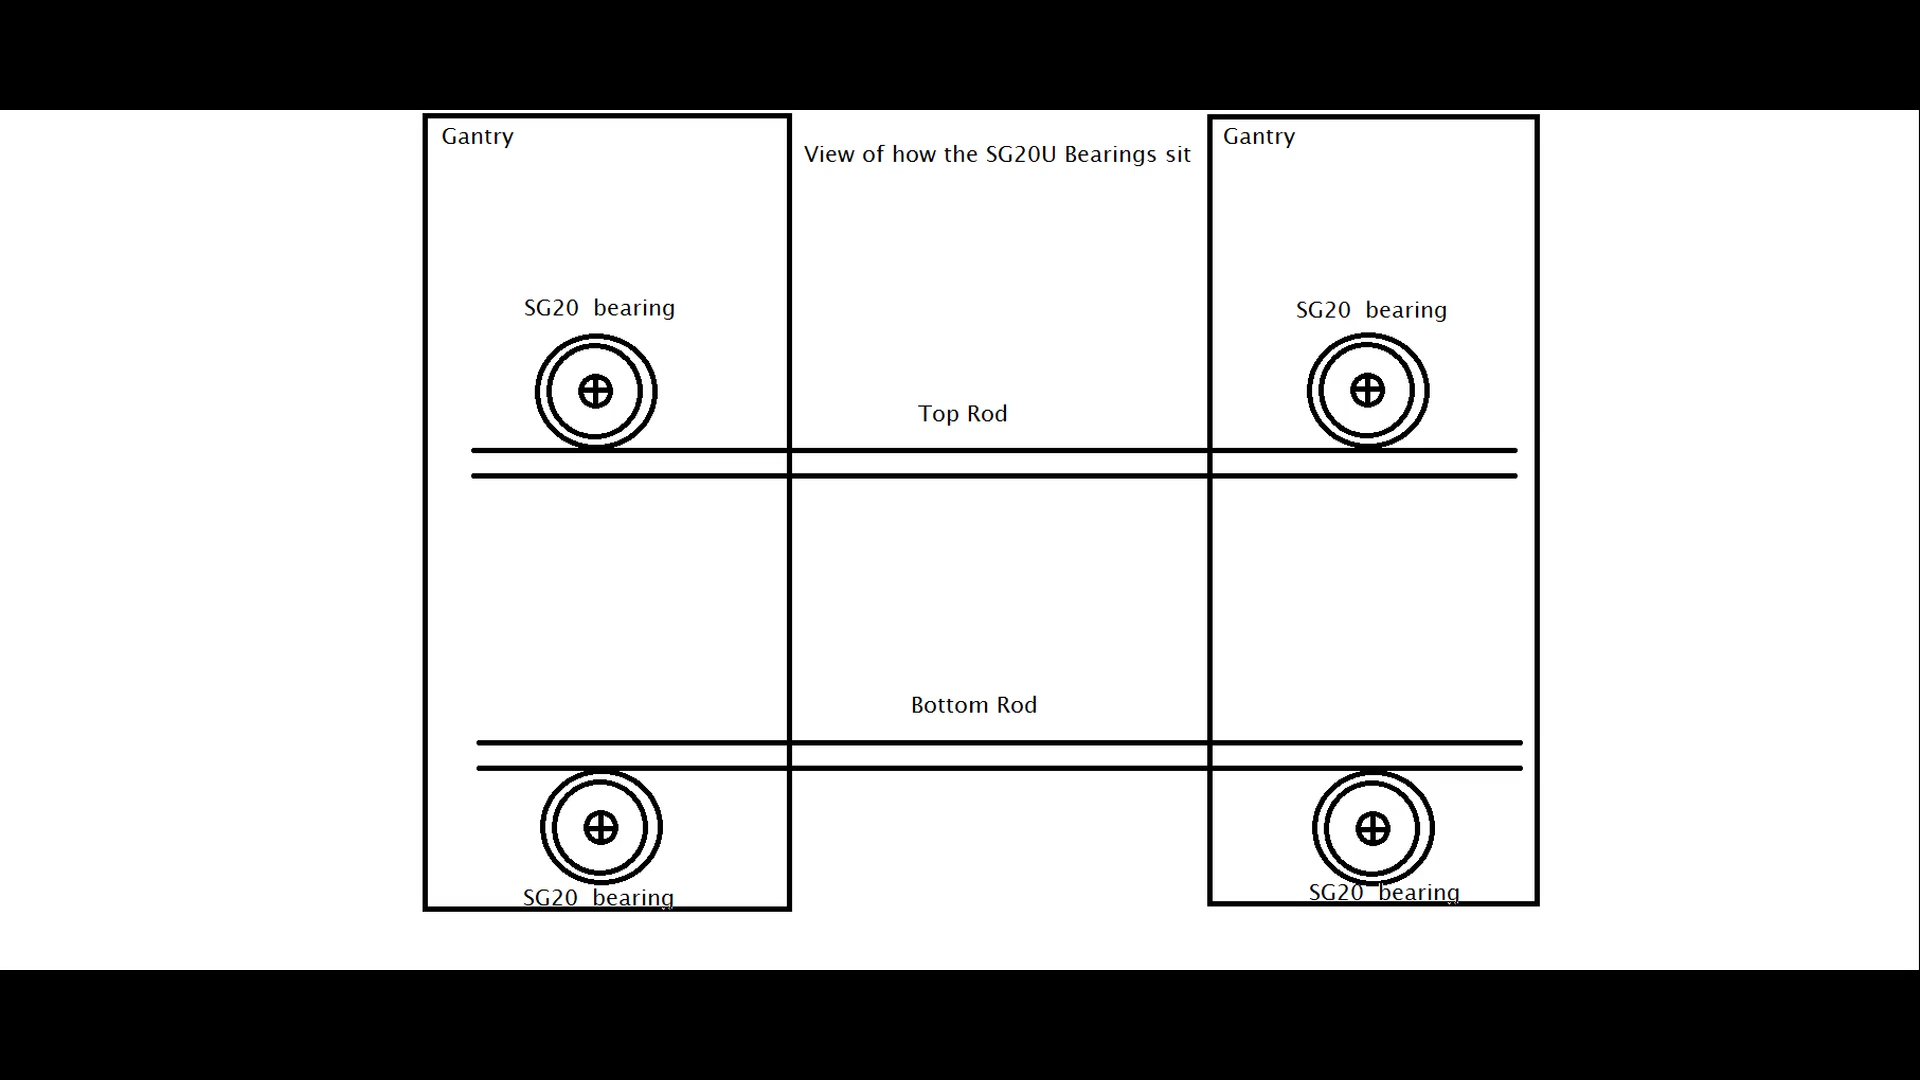 Gantry
View of how the SG20U Bearings sit
Gantry
SG20 bearing
SG20 bearing
Top Rod
Bottom Rod
SG20 bearing
SG20 bearing